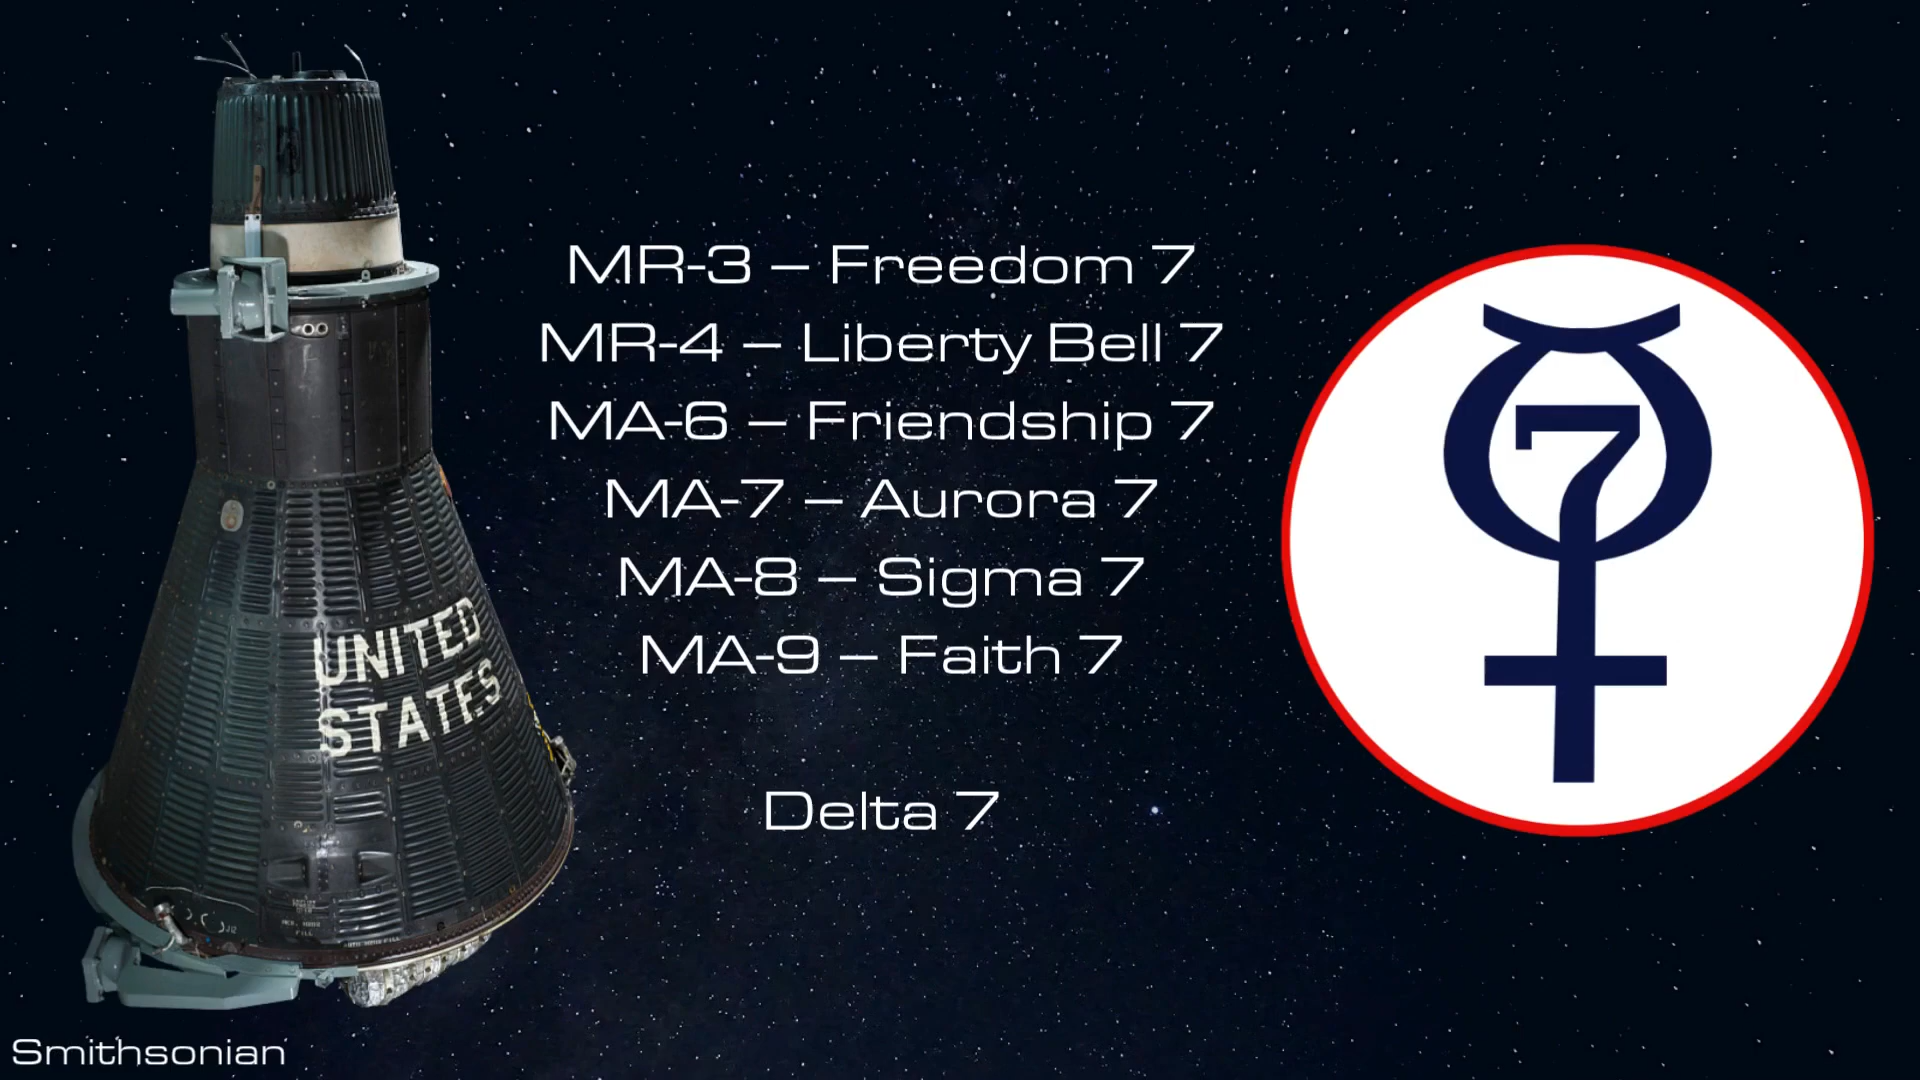 MR-3 – Freedom 7
MR-4 – Liberty Bell 7
MA-6 – Friendship 7
MA-7 – Aurora 7
MA-8 – Sigma 7
MA-9 – Faith 7
Delta 7
UNITED
STATES
7
Smithsonian